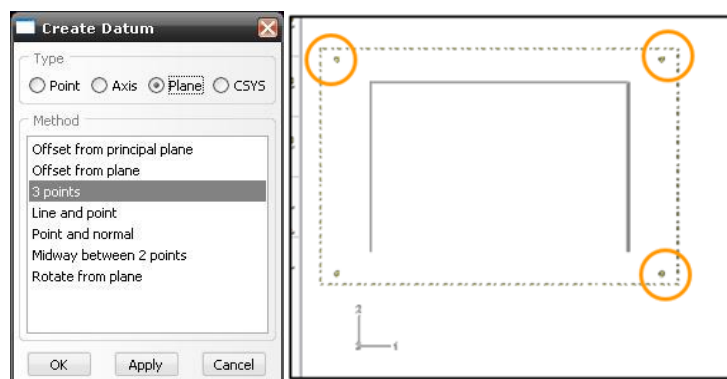 Create Datum
Type
Point Axis Plane CSYS
Method
Offset from principal plane
Offset from plane
3 points
Line and point
Point and normal
Midway between 2 points
Rotate from plane
OK Apply Cancel
2
1